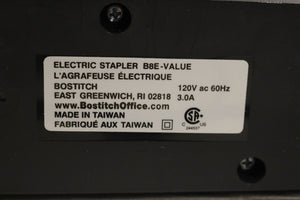 ELECTRIC STAPLER B8E-VALUE
L'AGRAFEUSE ÉLECTRIQUE
BOSTITCH 120V ac 60Hz
EAST GREENWICH, RI 02818 3.0A
www.BostitchOffice.com
MADE IN TAIWAN
FABRIQUÉ AUX TAIWAN
C US